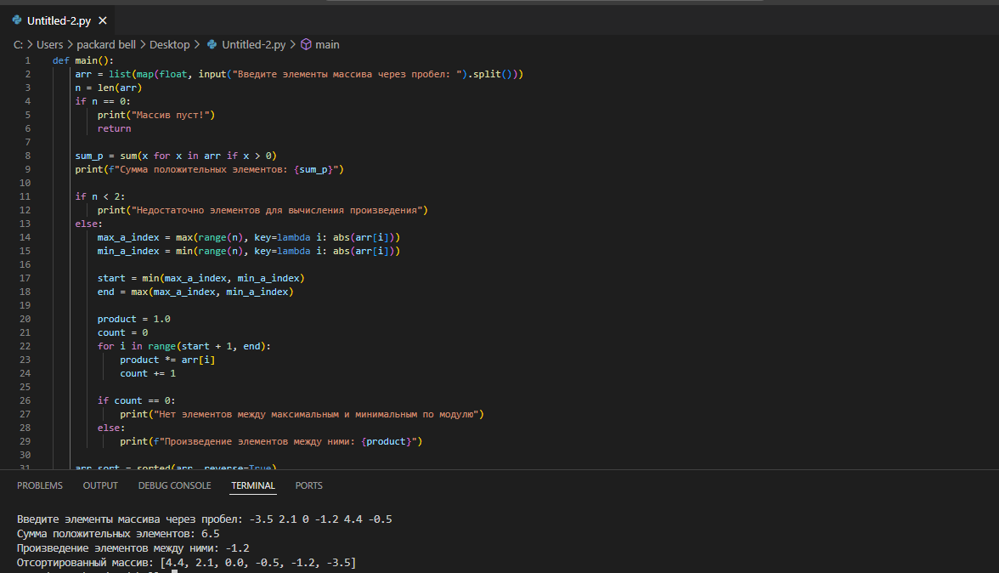 Untitled-2.py
C: > Users > packard bell > Desktop > Untitled-2.py > main
1 def main():
2 arr = list(map(float, input("Введите элементы массива через пробел: ").split()))
3 n = len(arr)
4 if n == 0:
5 print("Массив пуст!")
6 return
7
8 sum_p = sum(x for x in arr if x > 0)
9 print(f"Сумма положительных элементов: {sum_p}")
10
11 if n < 2:
12 print("Недостаточно элементов для вычисления произведения")
13 else:
14 max_a_index = max(range(n), key=lambda i: abs(arr[i]))
15 min_a_index = min(range(n), key=lambda i: abs(arr[i]))
16
17 start = min(max_a_index, min_a_index)
18 end = max(max_a_index, min_a_index)
19
20 product = 1.0
21 count = 0
22 for i in range(start + 1, end):
23 product *= arr[i]
24 count += 1
25
26 if count == 0:
27 print("Нет элементов между максимальным и минимальным по модулю")
28 else:
29 print(f"Произведение элементов между ними: {product}")
30
31 arr_sort = sorted(arr, reverse=True)
PROBLEMS OUTPUT DEBUG CONSOLE TERMINAL PORTS
Введите элементы массива через пробел: -3.5 2.1 0 -1.2 4.4 -0.5
Сумма положительных элементов: 6.5
Произведение элементов между ними: -1.2
Отсортированный массив: [4.4, 2.1, 0.0, -0.5, -1.2, -3.5]